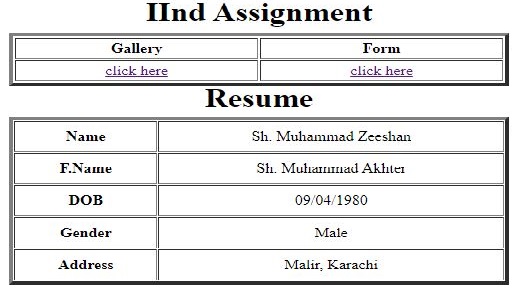 IInd Assignment
Gallery Form
click here click here
Resume
Name Sh. Muhammad Zeeshan
F.Name Sh. Muhammad Akhter
DOB 09/04/1980
Gender Male
Address Malir, Karachi